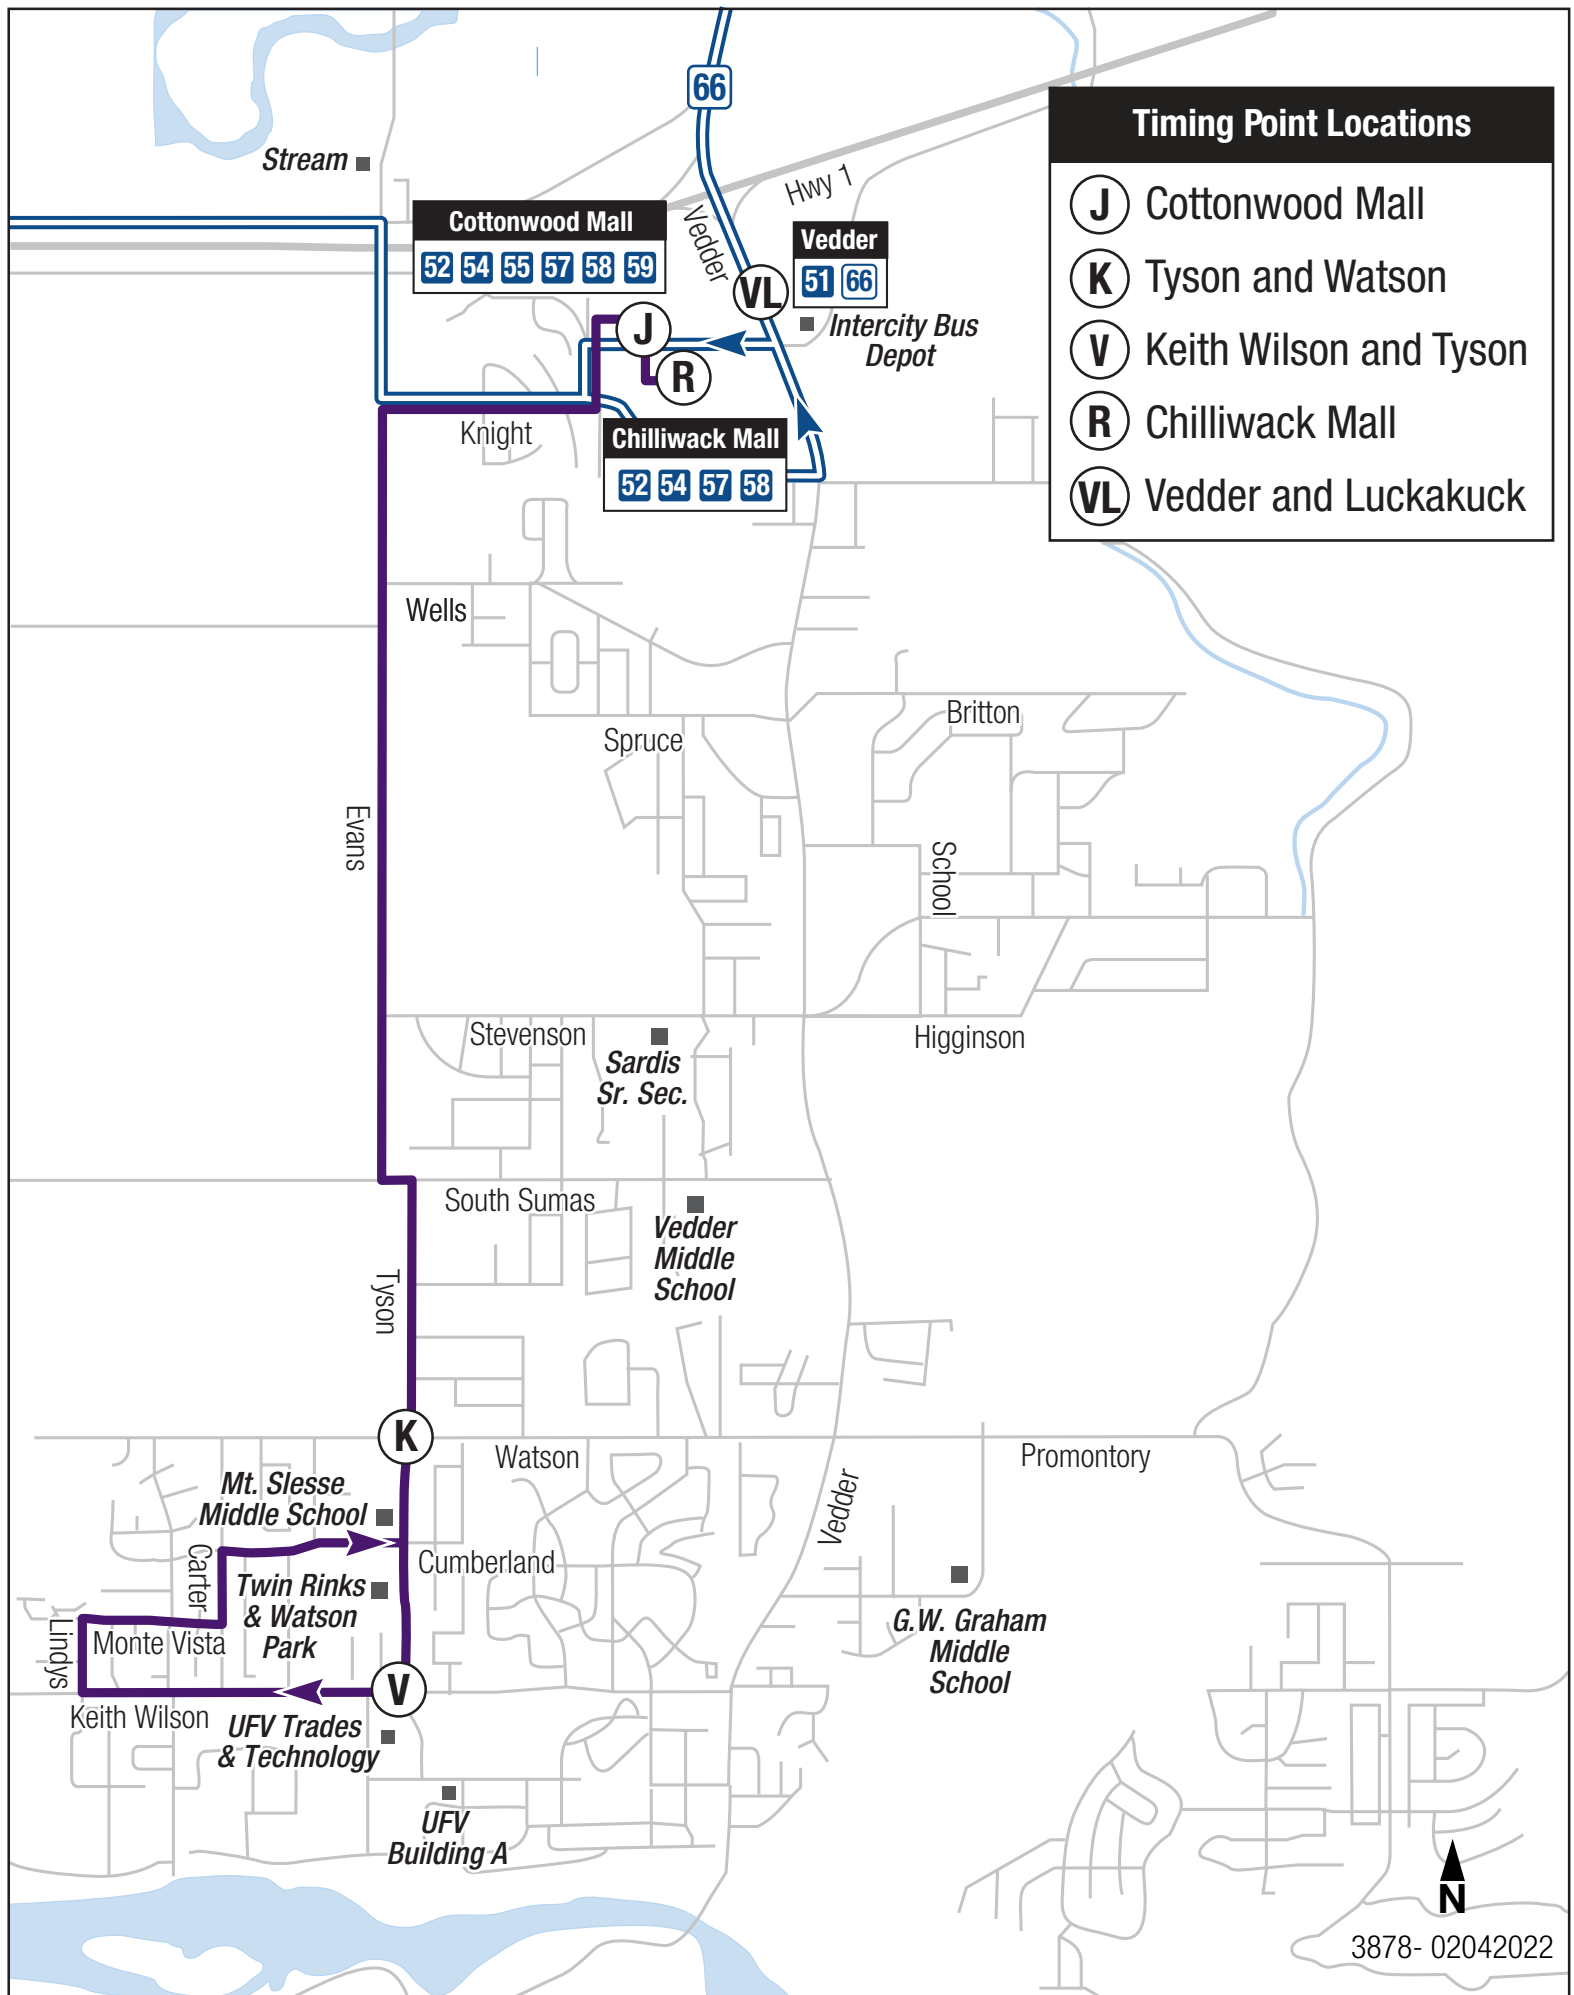 66
Timing Point Locations
J Cottonwood Mall
K Tyson and Watson
V Keith Wilson and Tyson
R Chilliwack Mall
VL Vedder and Luckakuck
Stream
Hwy 1
Vedder
Cottonwood Mall
52 54 55 57 58 59
Vedder
51 66
VL
Intercity Bus
Depot
J
R
Knight
Chilliwack Mall
52 54 57 58
Wells
Britton
Spruce
Evans
School
Stevenson
Higginson
Sardis
Sr. Sec.
South Sumas
Vedder
Middle
School
Tyson
K
Watson
Promontory
Vedder
Mt. Slesse
Middle School
Carter
Cumberland
Twin Rinks
& Watson
Park
Lindys
Monte Vista
G.W. Graham
Middle
School
V
Keith Wilson
UFV Trades
& Technology
UFV
Building A
N
3878- 02042022